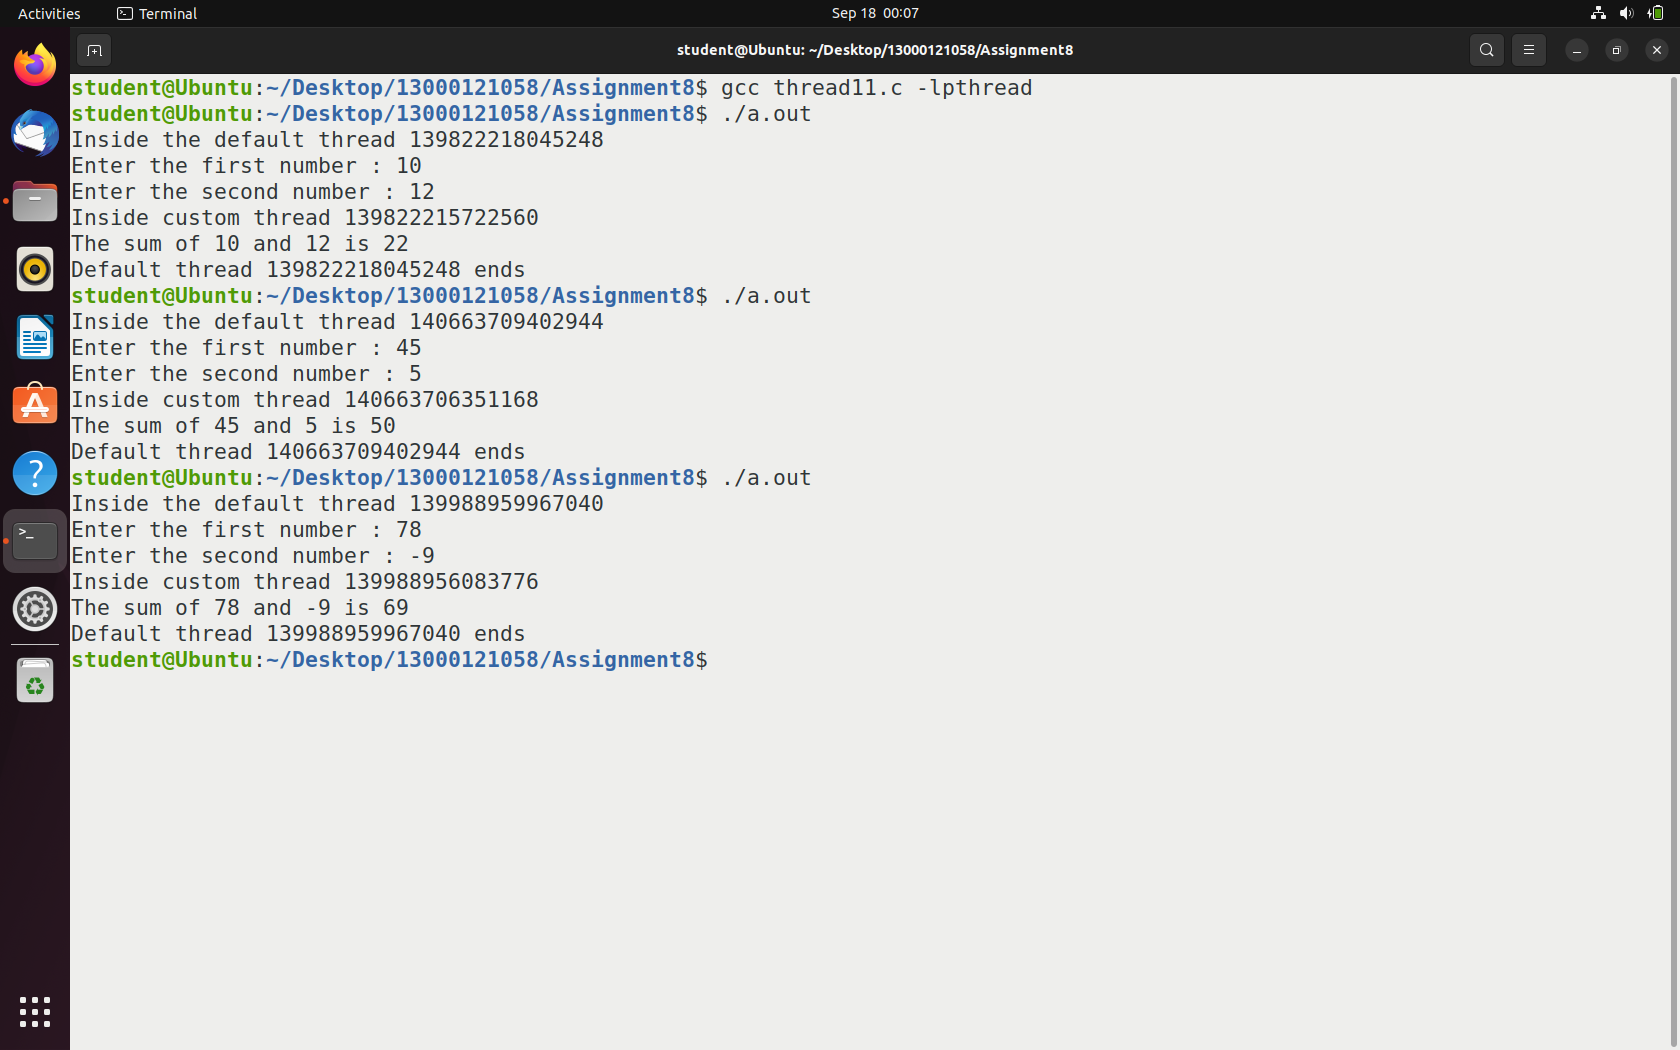 Activities
Terminal
Sep 18 00:07
student@Ubuntu: ~/Desktop/13000121058/Assignment8
student@Ubuntu:~/Desktop/13000121058/Assignment8$ gcc thread11.c -lpthread
student@Ubuntu:~/Desktop/13000121058/Assignment8$ ./a.out
Inside the default thread 139822218045248
Enter the first number : 10
Enter the second number : 12
Inside custom thread 139822215722560
The sum of 10 and 12 is 22
Default thread 139822218045248 ends
student@Ubuntu:~/Desktop/13000121058/Assignment8$ ./a.out
Inside the default thread 140663709402944
Enter the first number : 45
Enter the second number : 5
Inside custom thread 140663706351168
The sum of 45 and 5 is 50
Default thread 140663709402944 ends
student@Ubuntu:~/Desktop/13000121058/Assignment8$ ./a.out
Inside the default thread 139988959967040
Enter the first number : 78
Enter the second number : -9
Inside custom thread 139988956083776
The sum of 78 and -9 is 69
Default thread 139988959967040 ends
student@Ubuntu:~/Desktop/13000121058/Assignment8$